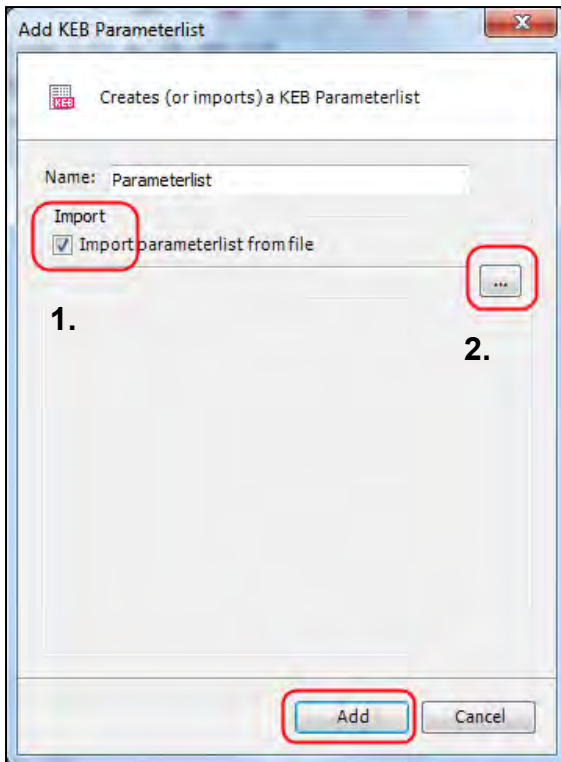 Add KEB Parameterlist
x
KEB
Creates (or imports) a KEB Parameterlist
Name: Parameterlist
Import
Import parameterlist from file
...
1.
2.
Add Cancel